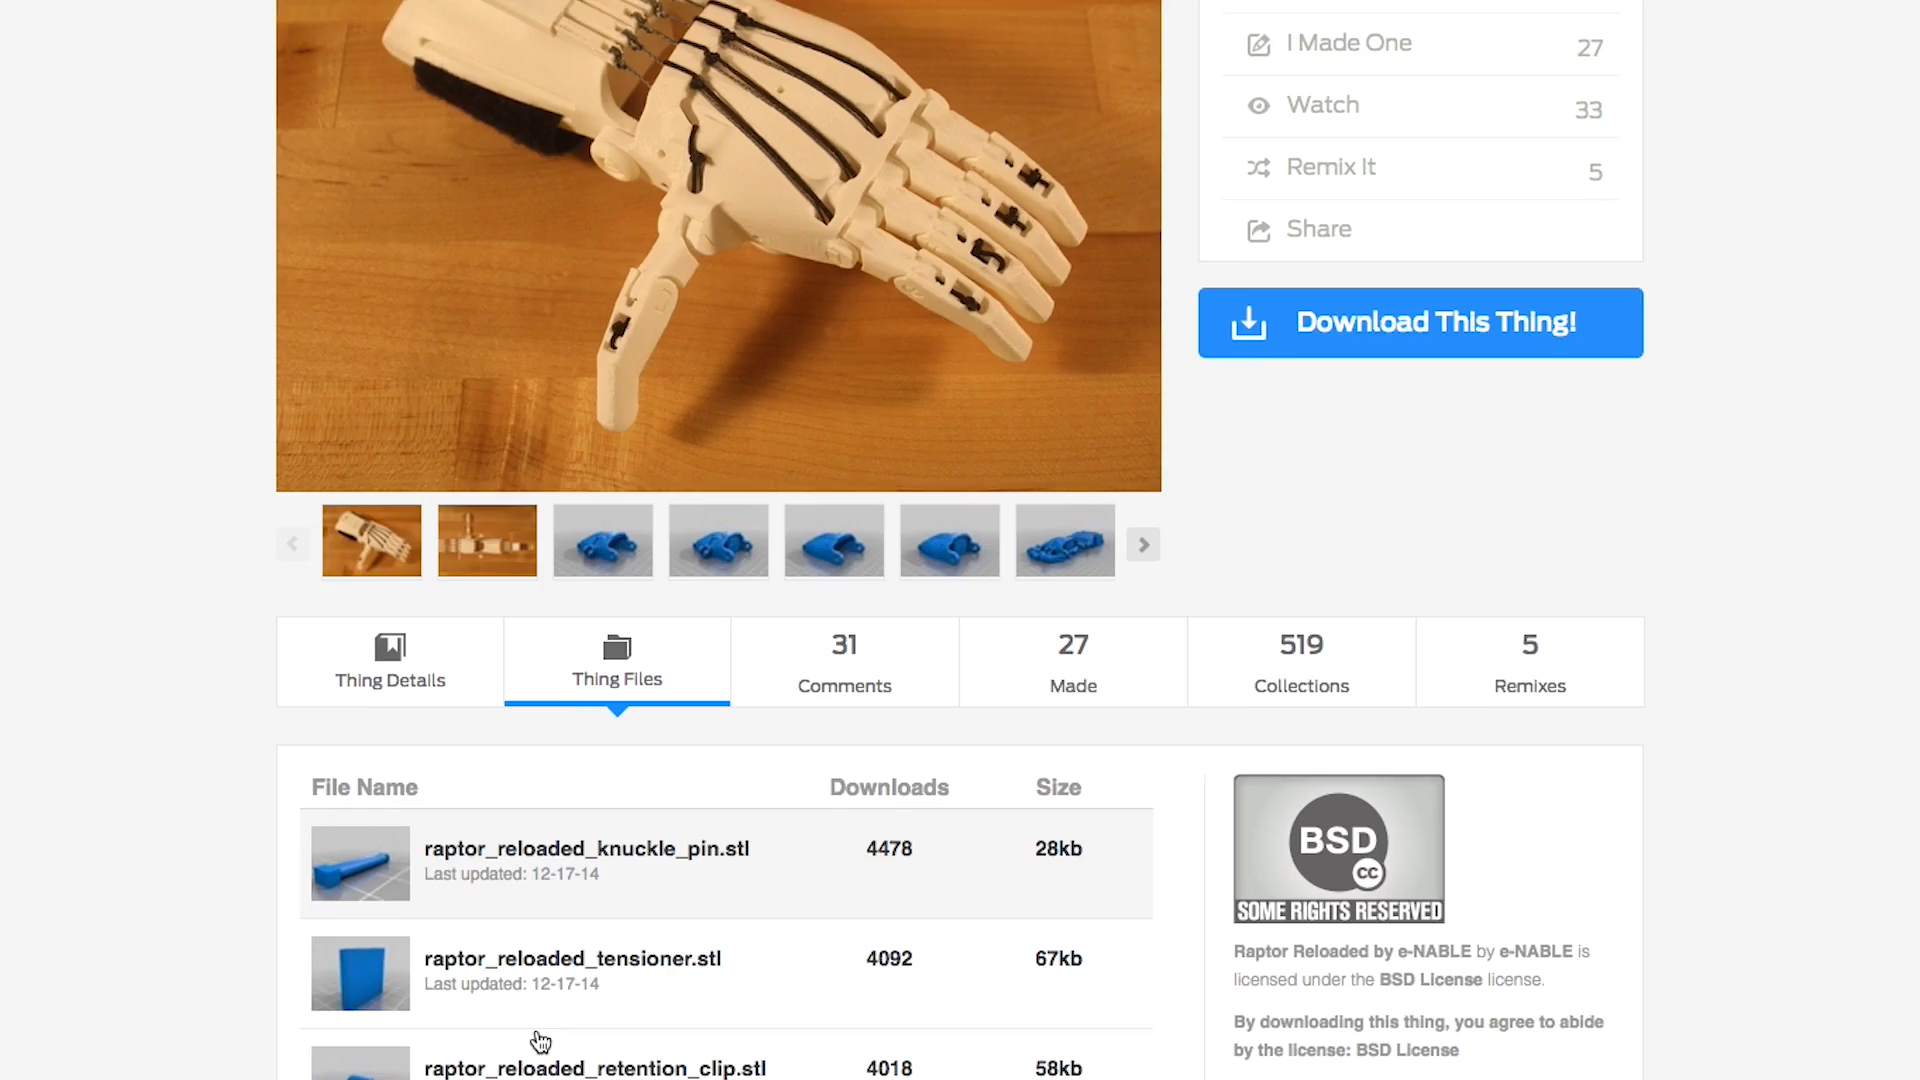 I Made One 27
Watch 33
Remix It 5
Share
Download This Thing!
Thing Details
Thing Files
31
Comments
27
Made
519
Collections
5
Remixes
File Name Downloads Size
raptor_reloaded_knuckle_pin.stl 4478 28kb
Last updated: 12-17-14
raptor_reloaded_tensioner.stl 4092 67kb
Last updated: 12-17-14
raptor_reloaded_retention_clip.stl 4018 58kb
BSD
CC
SOME RIGHTS RESERVED
Raptor Reloaded by e-NABLE by e-NABLE is
licensed under the BSD License license.
By downloading this thing, you agree to abide
by the license: BSD License